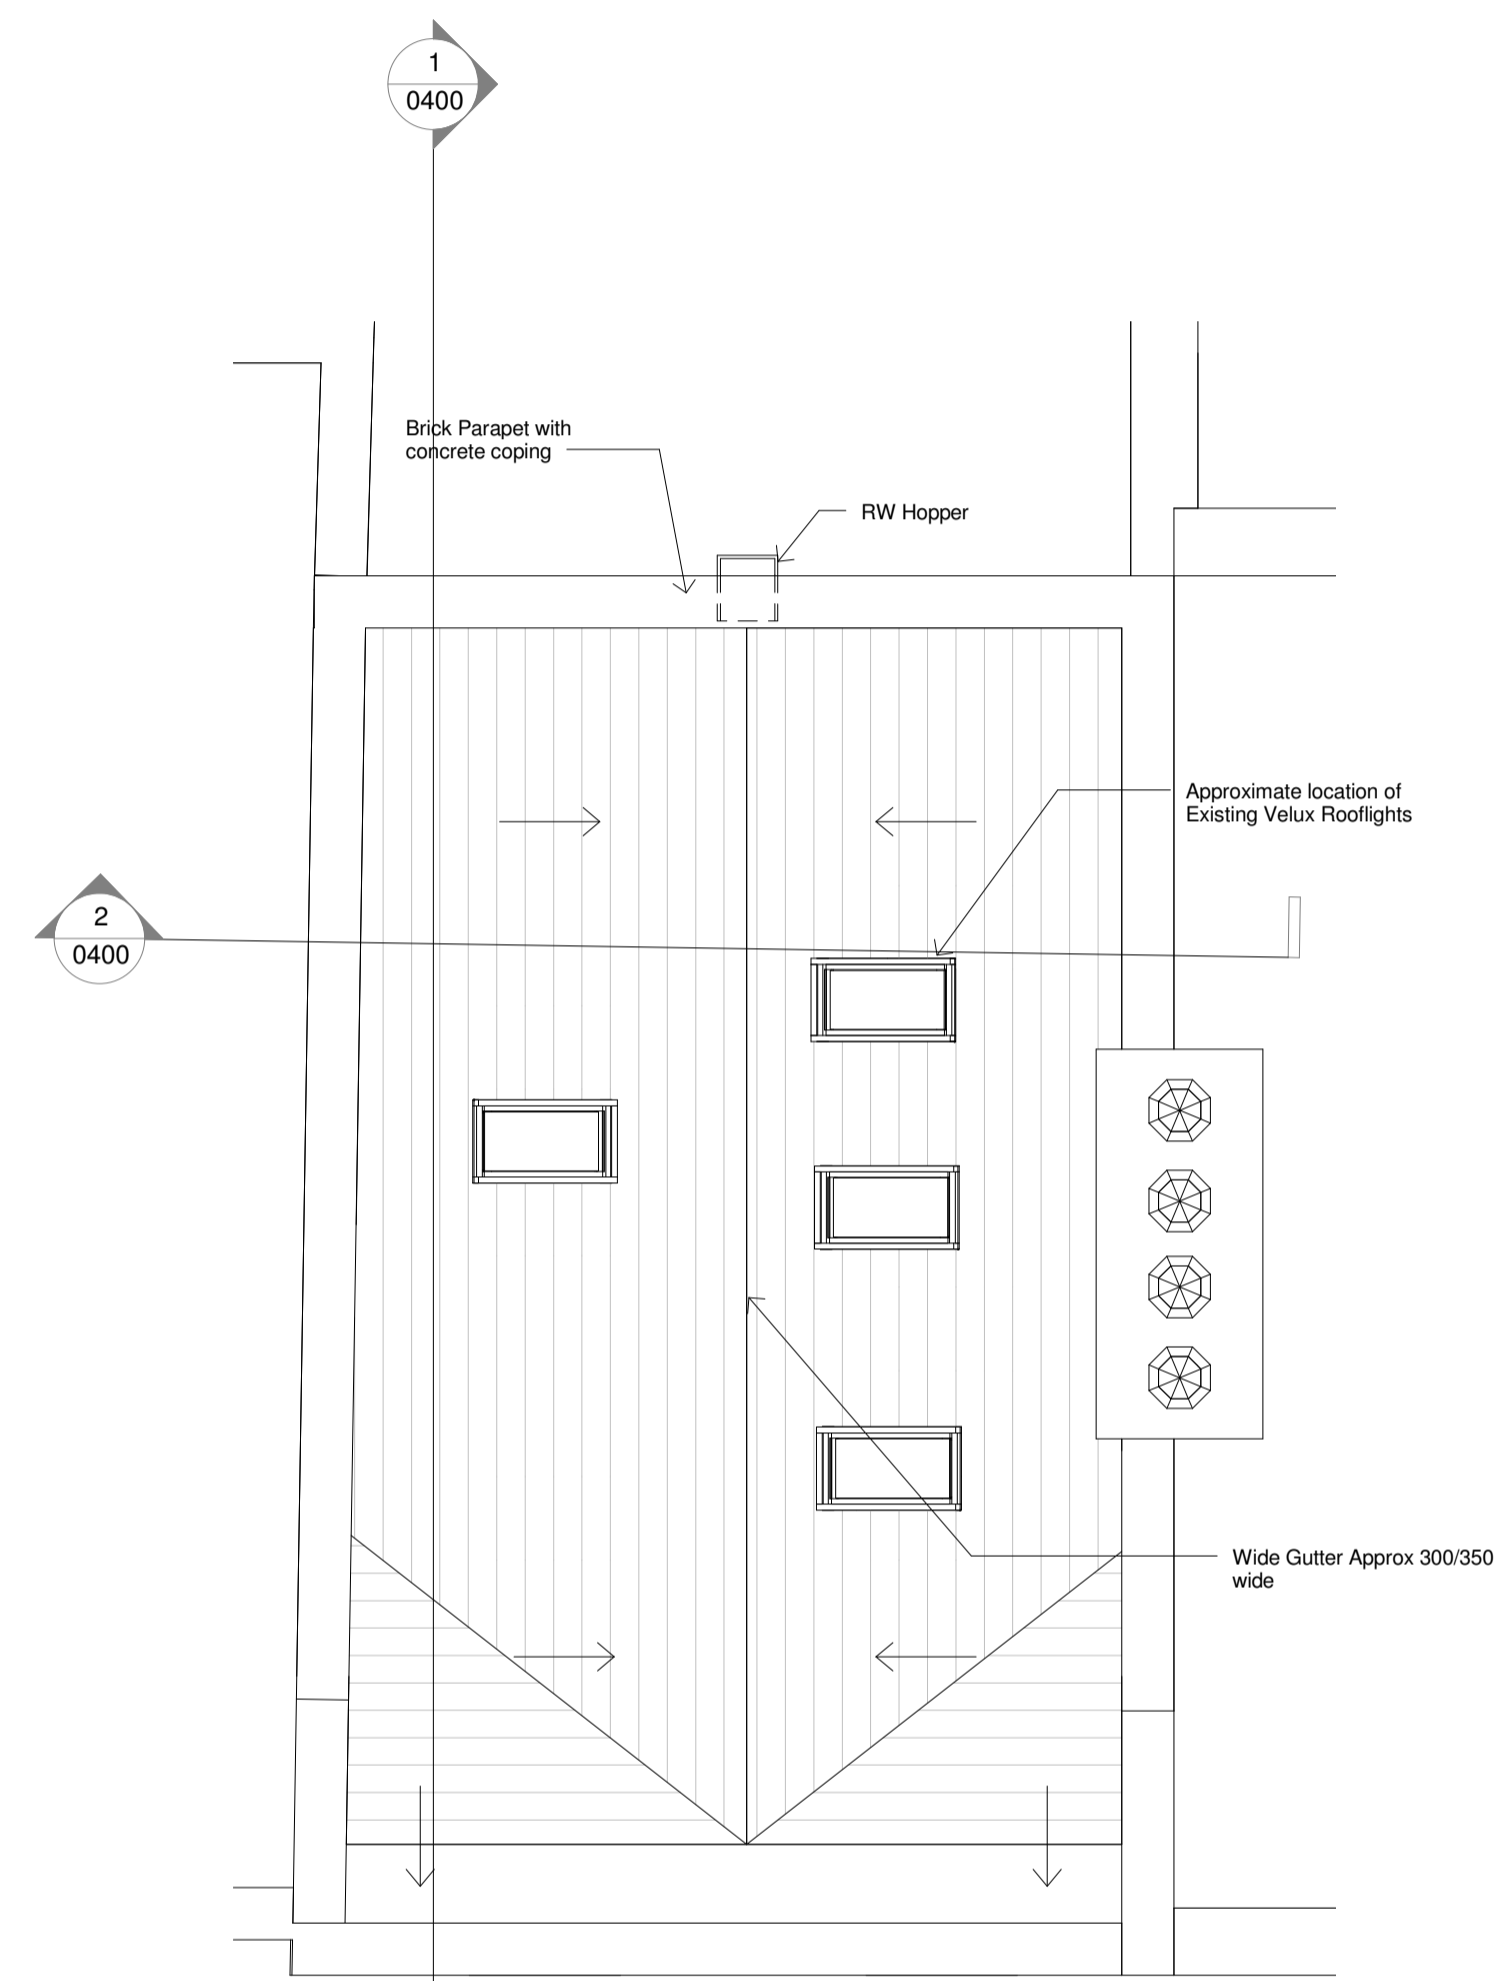 1
0400
Brick Parapet with
concrete coping
RW Hopper
Approximate location of
Existing Velux Rooflights
2
0400
Wide Gutter Approx 300/350
wide